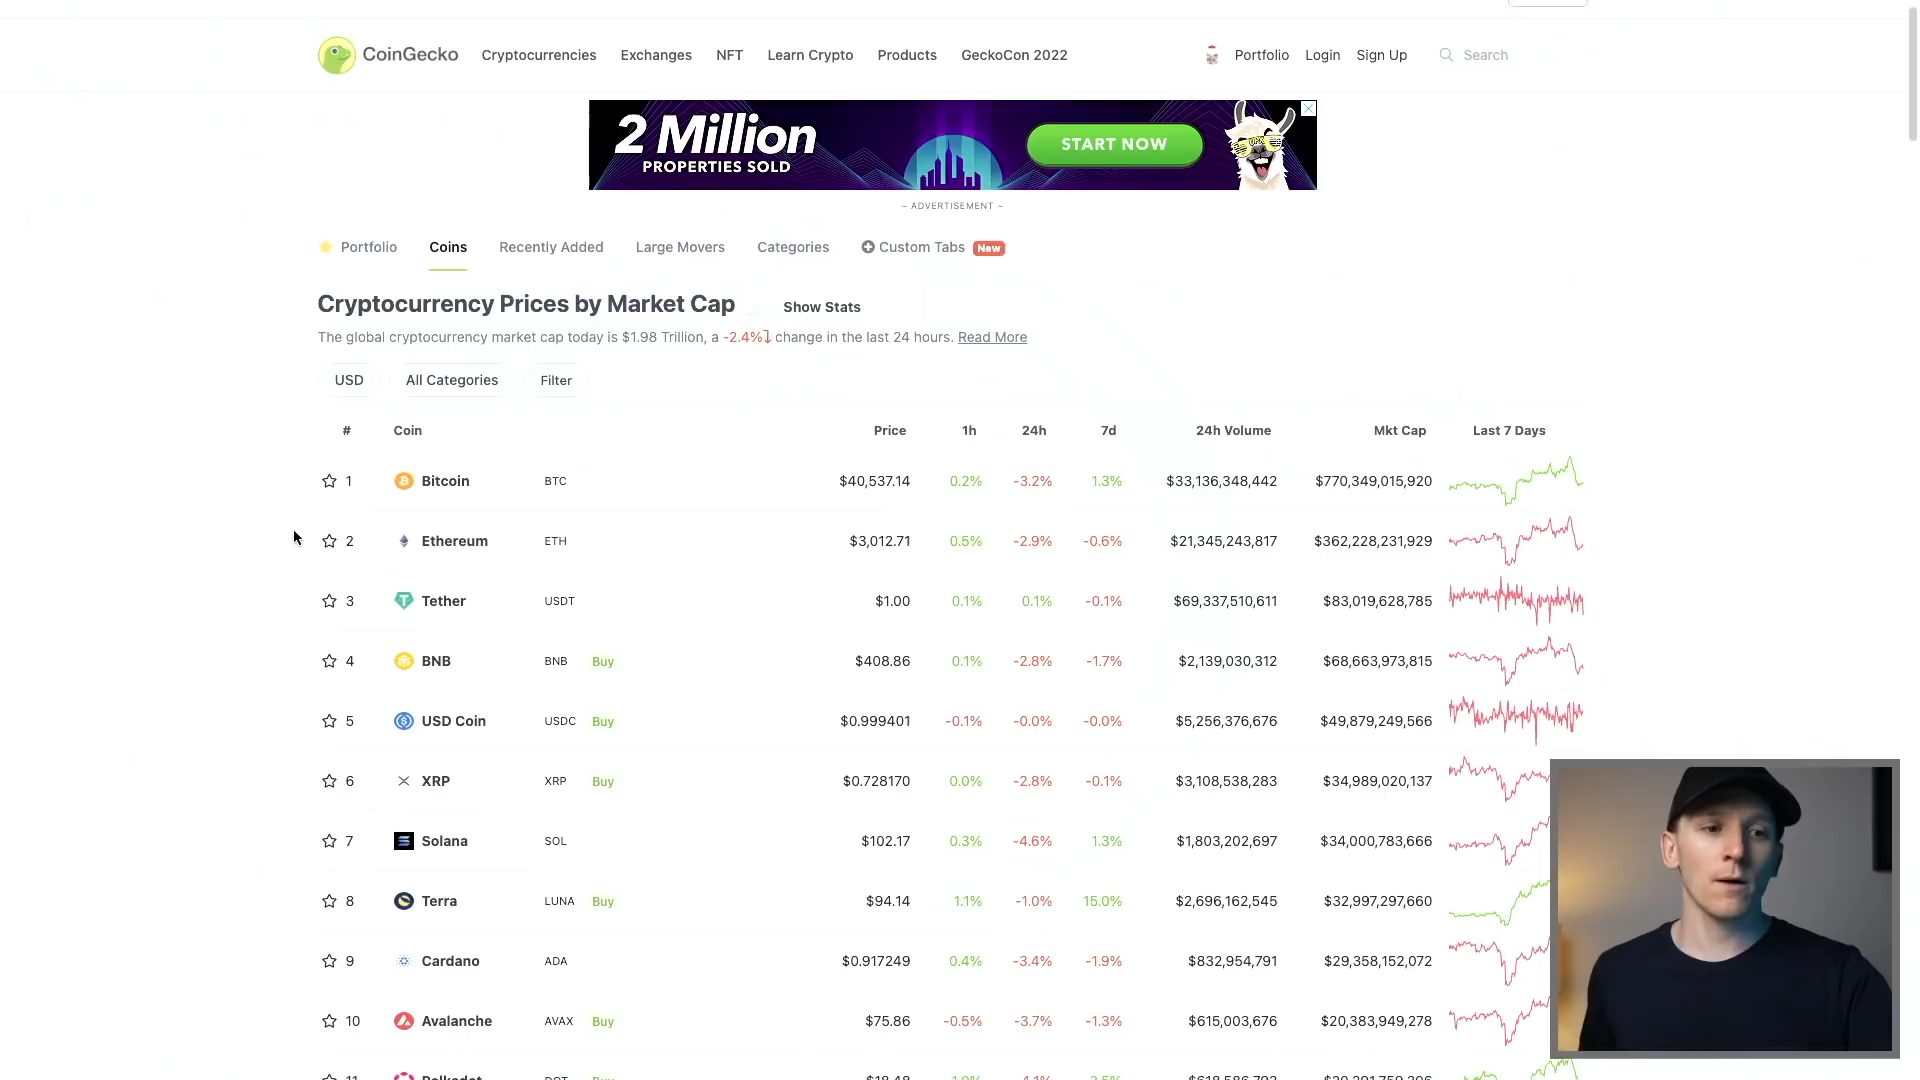 CoinGecko Cryptocurrencies Exchanges NFT Learn Crypto Products GeckoCon 2022 Portfolio Login Sign Up Search
2 Million
PROPERTIES SOLD
START NOW
UPX
~ ADVERTISEMENT ~
Portfolio Coins Recently Added Large Movers Categories Custom Tabs New
Cryptocurrency Prices by Market Cap Show Stats
The global cryptocurrency market cap today is $1.98 Trillion, a -2.4% change in the last 24 hours. Read More
USD All Categories Filter
# Coin Price 1h 24h 7d 24h Volume Mkt Cap Last 7 Days
1 Bitcoin BTC $40,537.14 0.2% -3.2% 1.3% $33,136,348,442 $770,349,015,920
2 Ethereum ETH $3,012.71 0.5% -2.9% -0.6% $21,345,243,817 $362,228,231,929
3 Tether USDT $1.00 0.1% 0.1% -0.1% $69,337,510,611 $83,019,628,785
4 BNB BNB Buy $408.86 0.1% -2.8% -1.7% $2,139,030,312 $68,663,973,815
5 USD Coin USDC Buy $0.999401 -0.1% -0.0% -0.0% $5,256,376,676 $49,879,249,566
6 XRP XRP Buy $0.728170 0.0% -2.8% -0.1% $3,108,538,283 $34,989,020,137
7 Solana SOL $102.17 0.3% -4.6% 1.3% $1,803,202,697 $34,000,783,666
8 Terra LUNA Buy $94.14 1.1% -1.0% 15.0% $2,696,162,545 $32,997,297,660
9 Cardano ADA $0.917249 0.4% -3.4% -1.9% $832,954,791 $29,358,152,072
10 Avalanche AVAX Buy $75.86 -0.5% -3.7% -1.3% $615,003,676 $20,383,949,278
11 Polkadot DOT Buy